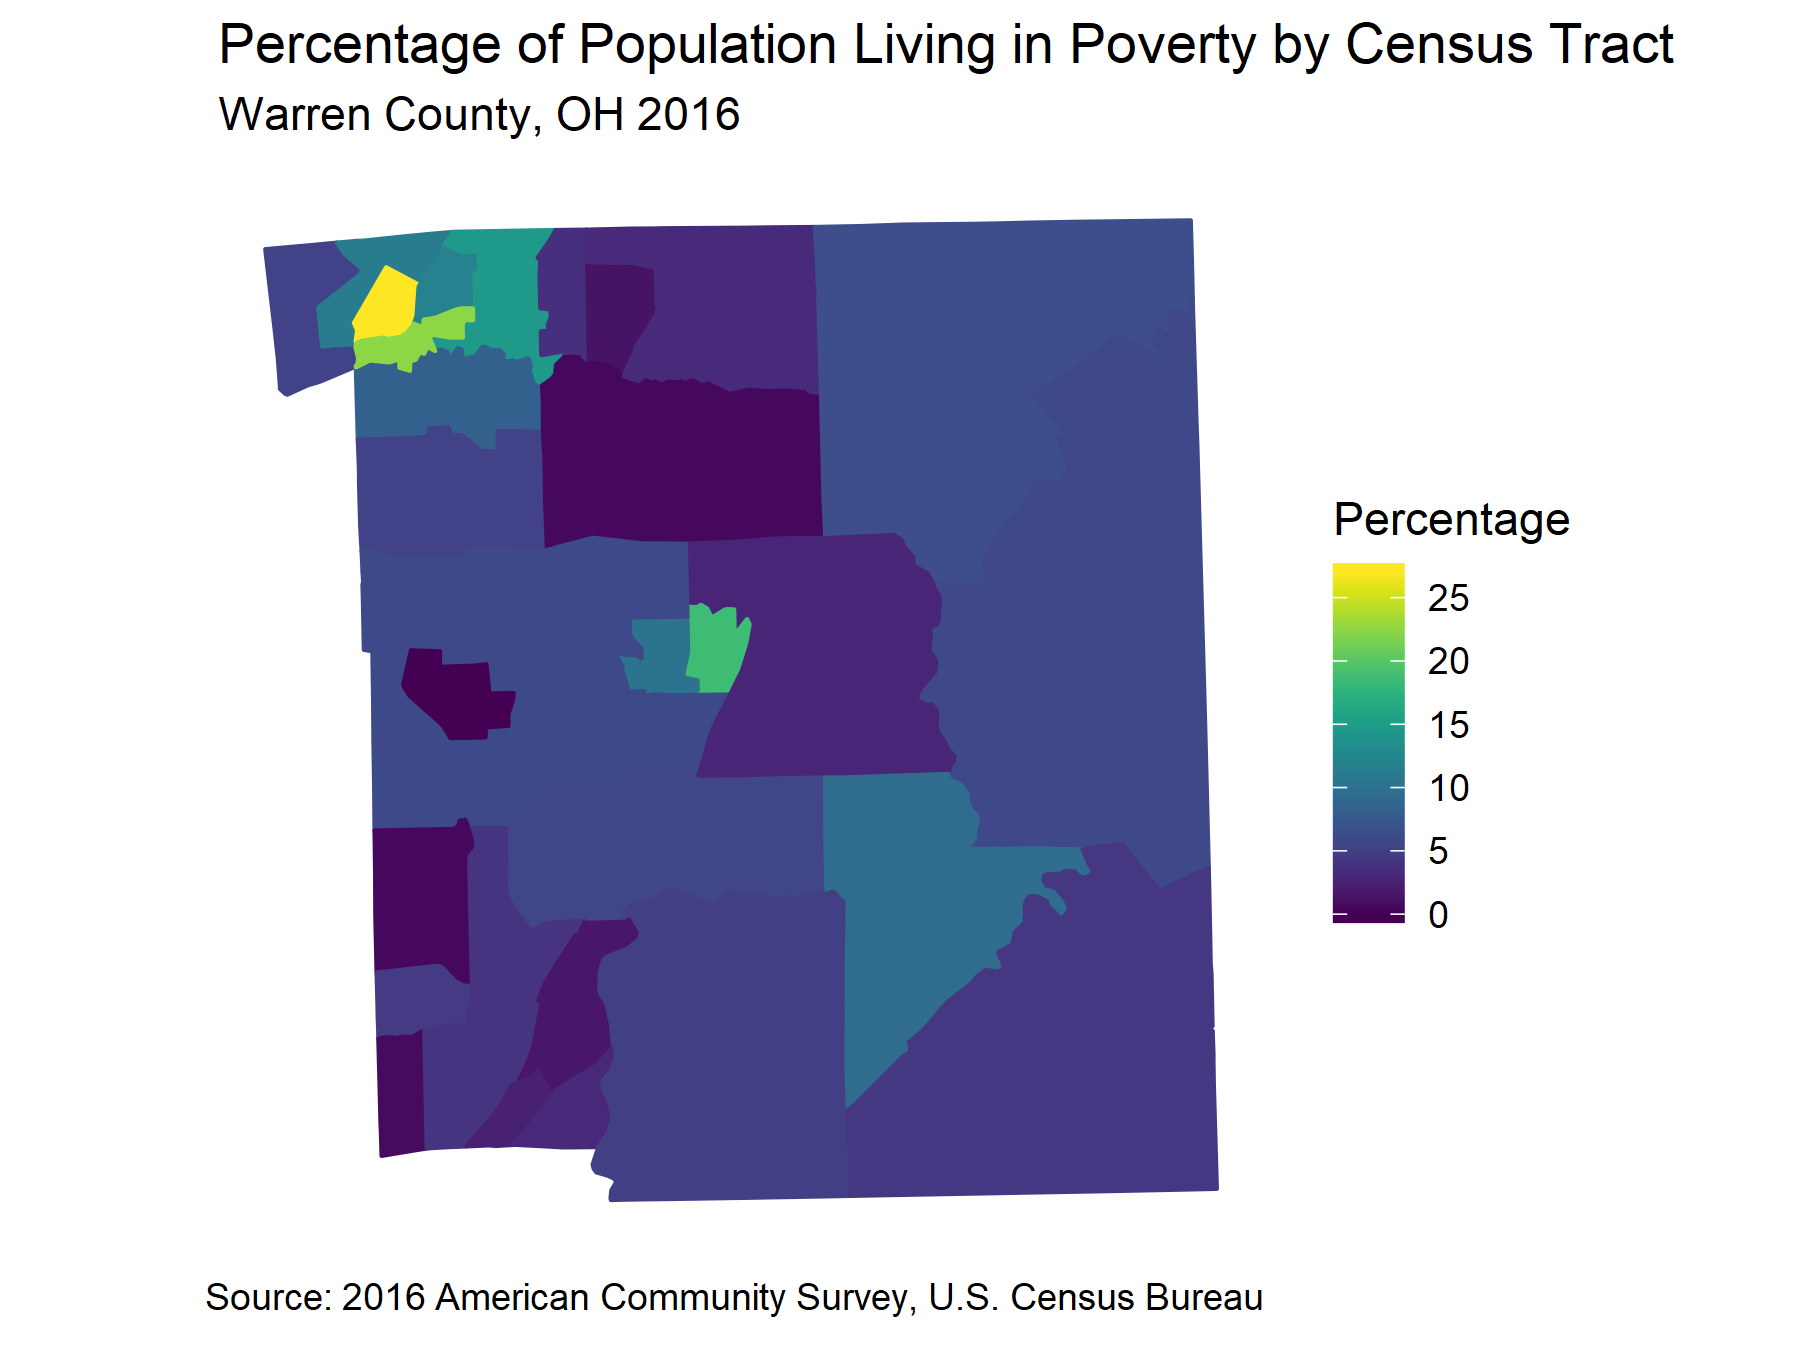 Percentage of Population Living in Poverty by Census Tract
Warren County, OH 2016
Percentage
25
20
15
10
5
0
Source: 2016 American Community Survey, U.S. Census Bureau